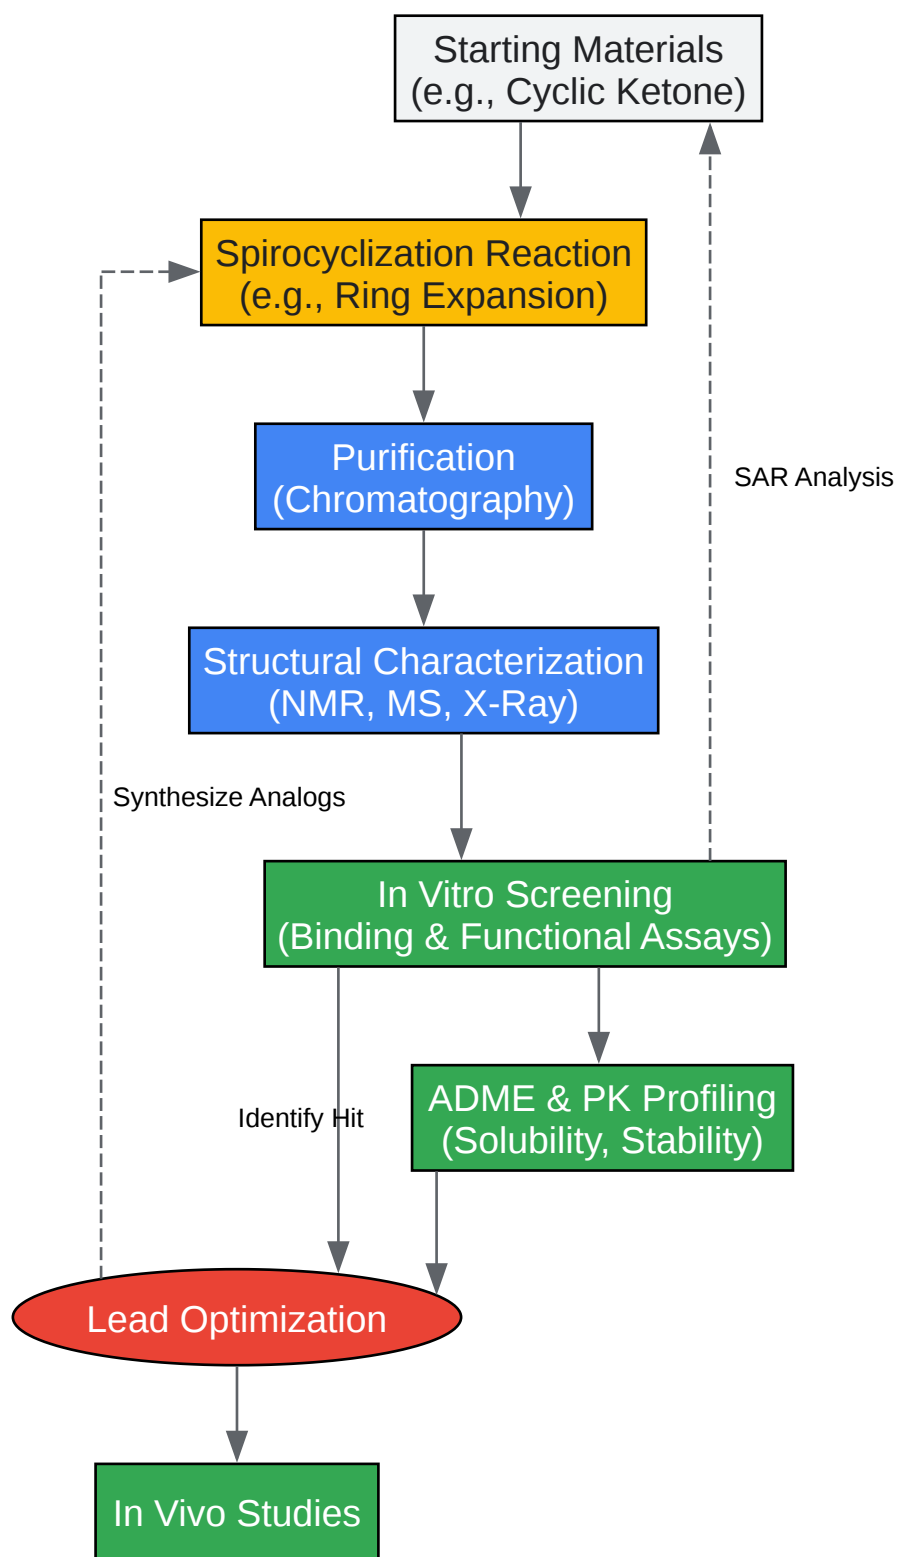 Starting Materials
(e.g., Cyclic Ketone)
Spirocyclization Reaction
(e.g., Ring Expansion)
Purification
(Chromatography)
SAR Analysis
Structural Characterization
(NMR, MS, X-Ray)
Synthesize Analogs
In Vitro Screening
(Binding & Functional Assays)
Identify Hit
ADME & PK Profiling
(Solubility, Stability)
Lead Optimization
In Vivo Studies